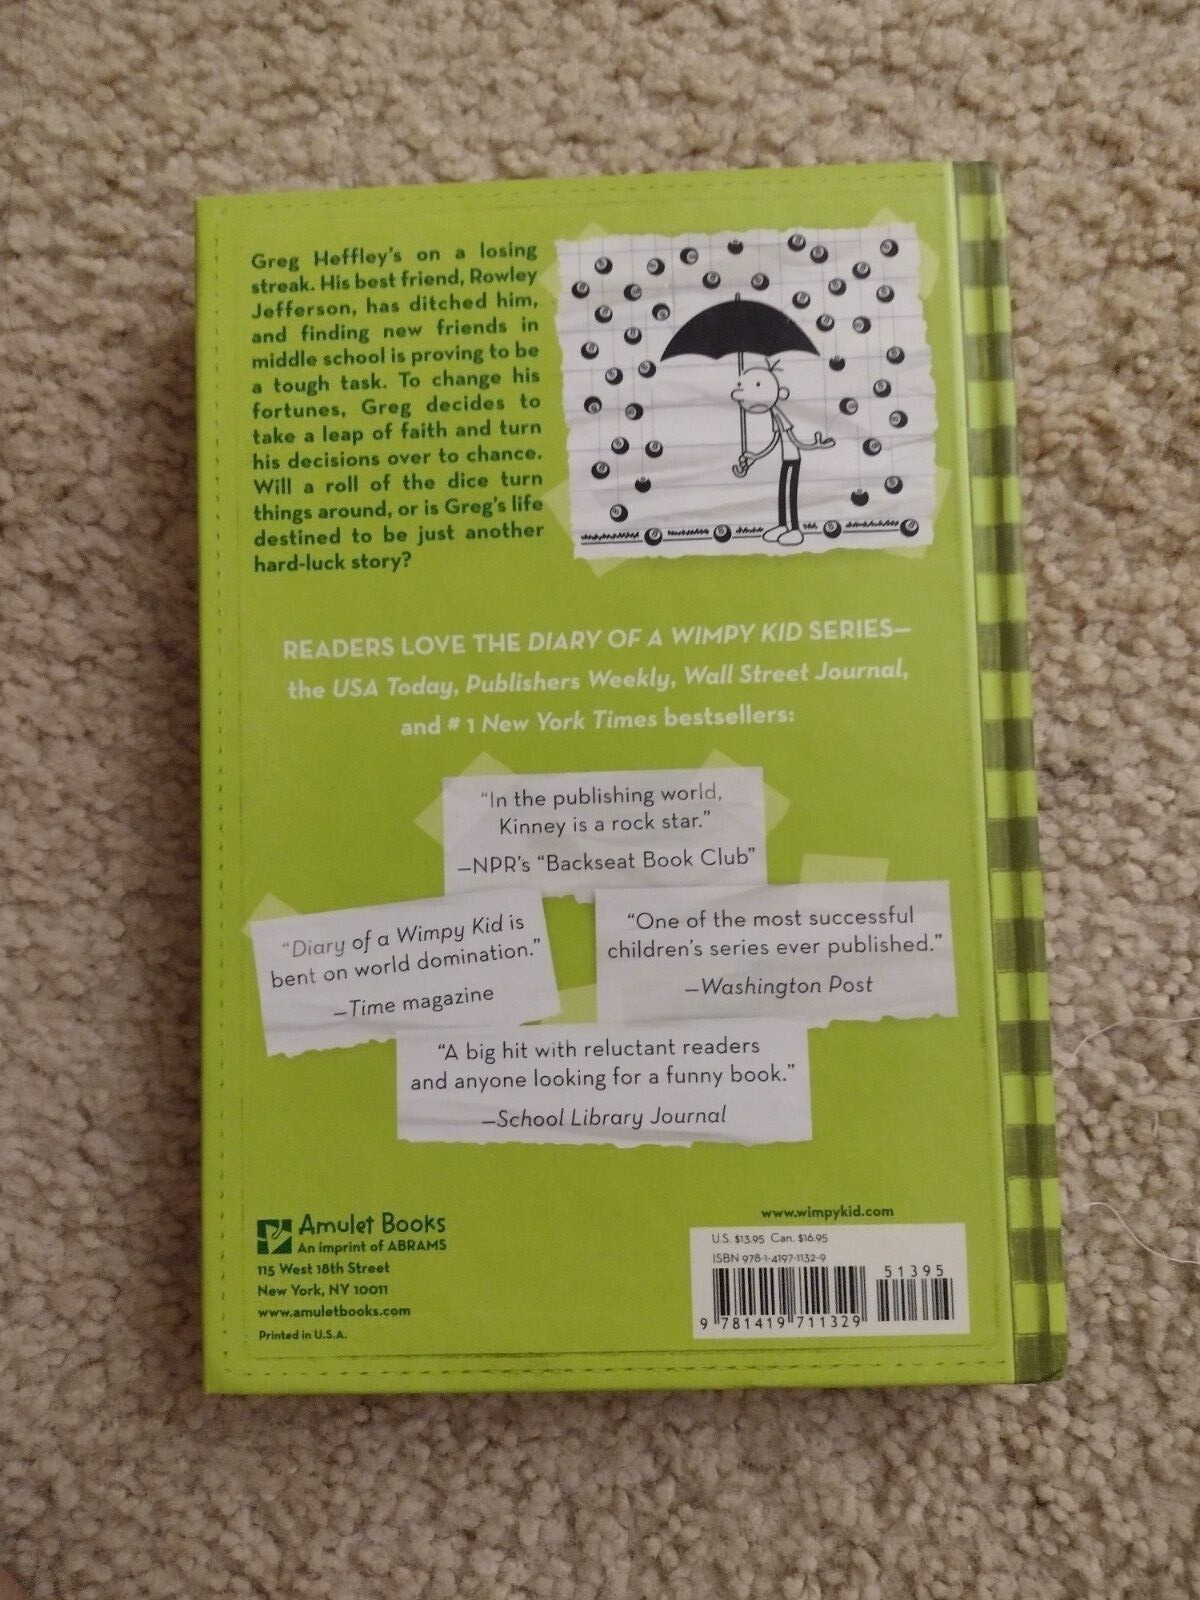 Greg Heffley's on a losing
streak. His best friend, Rowley
Jefferson, has ditched him,
and finding new friends in
middle school is proving to be
a tough task. To change his
fortunes, Greg decides to
take a leap of faith and turn
his decisions over to chance.
Will a roll of the dice turn
things around, or is Greg's life
destined to be just another
hard-luck story?
READERS LOVE THE DIARY OF A WIMPY KID SERIES—
the USA Today, Publishers Weekly, Wall Street Journal,
and #1 New York Times bestsellers:
"In the publishing world,
Kinney is a rock star."
—NPR's "Backseat Book Club"
"Diary of a Wimpy Kid is
bent on world domination."
—Time magazine
"One of the most successful
children's series ever published."
—Washington Post
"A big hit with reluctant readers
and anyone looking for a funny book."
—School Library Journal
Amulet Books
An imprint of ABRAMS
115 West 18th Street
New York, NY 10011
www.amuletbooks.com
Printed in U.S.A.
www.wimpykid.com
U.S. $13.95 Can. $16.95
ISBN 978-1-4197-1132-9
51395
9 781419 711329